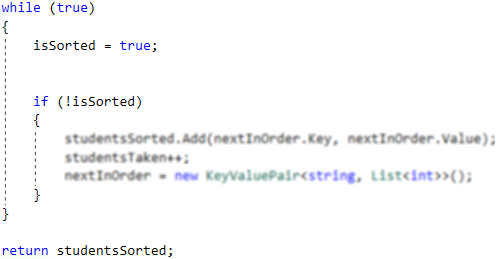 while (true)
{
isSorted = true;
if (!isSorted)
{
studentsSorted.Add(nextInOrder.Key, nextInOrder.Value);
studentsTaken++;
nextInOrder = new KeyValuePair<string, List<int>>();
}
}
return studentsSorted;